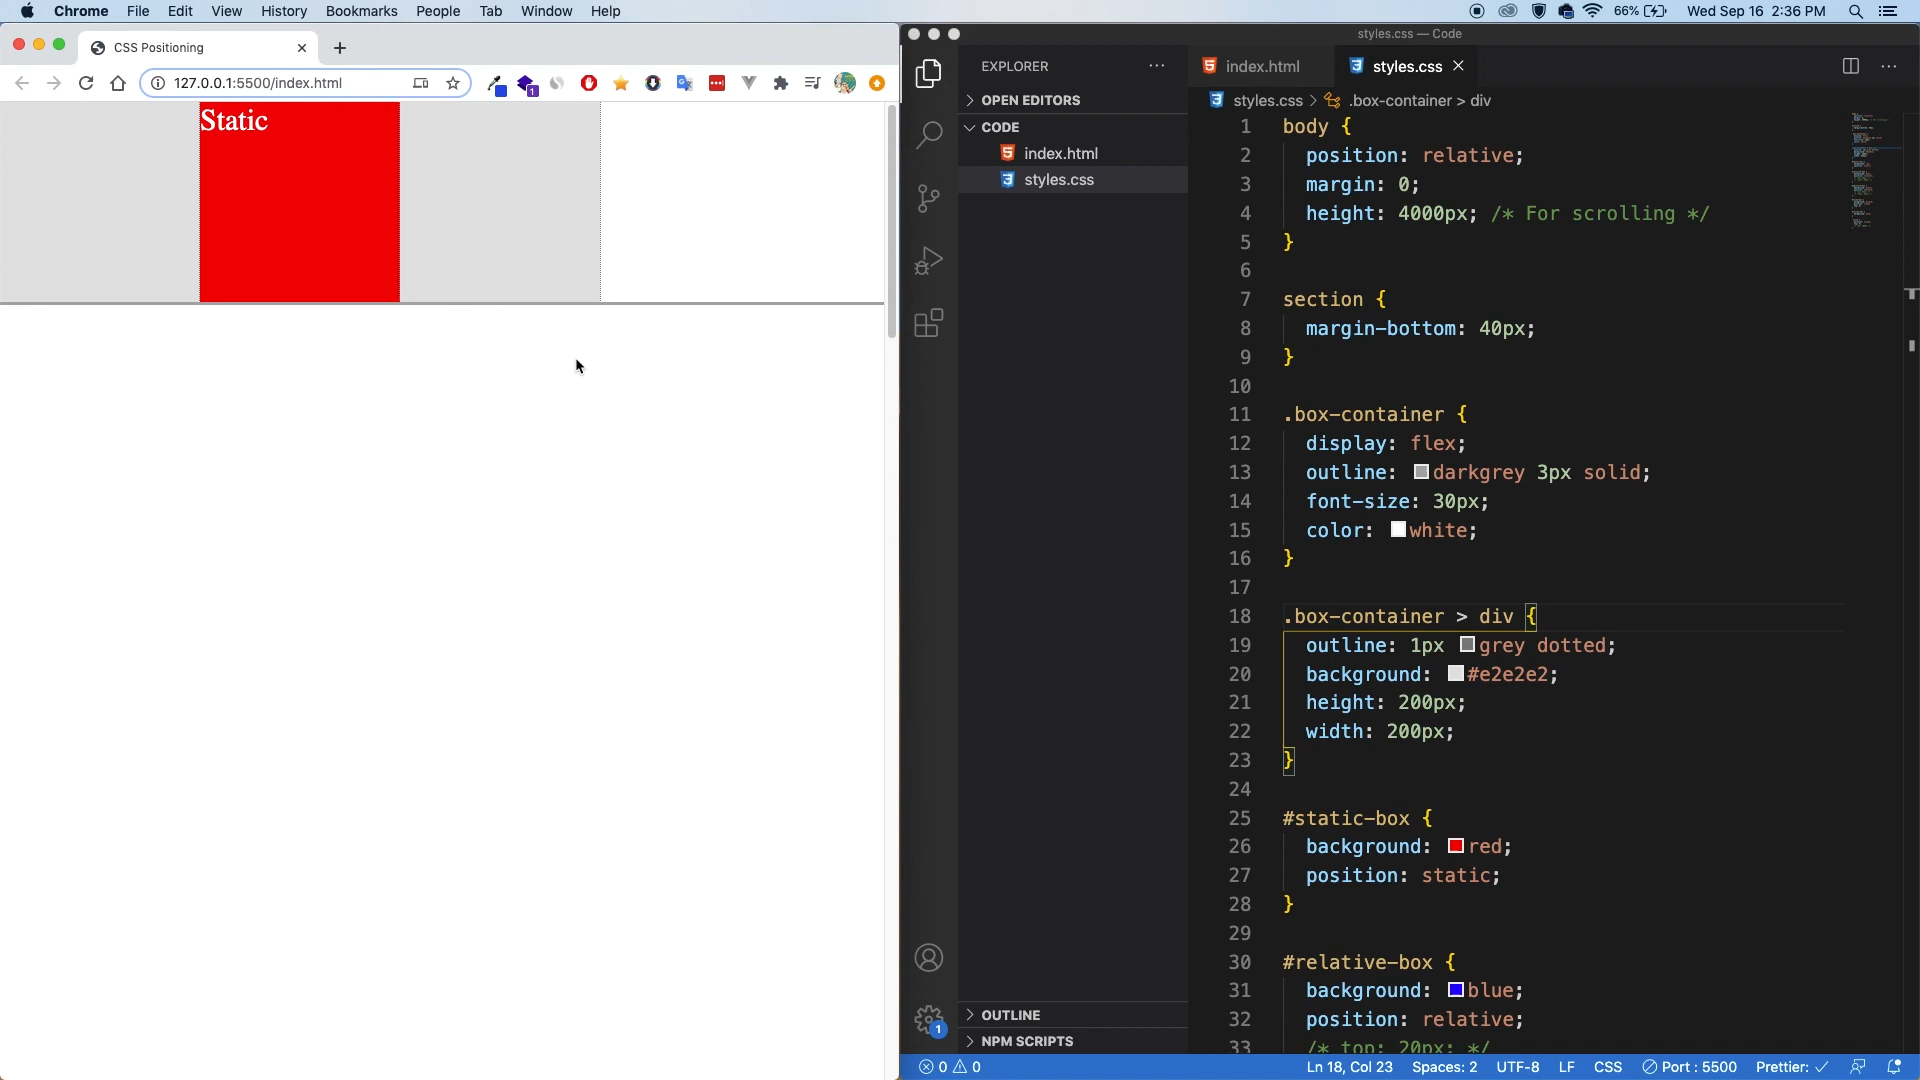 Chrome File Edit View History Bookmarks People Tab Window Help
66% Wed Sep 16 2:36 PM
CSS Positioning
127.0.0.1:5500/index.html
1
Static
styles.css — Code
EXPLORER
OPEN EDITORS
CODE
index.html
styles.css
OUTLINE
NPM SCRIPTS
1
index.html styles.css
styles.css > .box-container > div
1 body {
2 position: relative;
3 margin: 0;
4 height: 4000px; /* For scrolling */
5 }
6
7 section {
8 margin-bottom: 40px;
9 }
10
11 .box-container {
12 display: flex;
13 outline: darkgrey 3px solid;
14 font-size: 30px;
15 color: white;
16 }
17
18 .box-container > div {
19 outline: 1px grey dotted;
20 background: #e2e2e2;
21 height: 200px;
22 width: 200px;
23 }
24
25 #static-box {
26 background: red;
27 position: static;
28 }
29
30 #relative-box {
31 background: blue;
32 position: relative;
33 /* top: 20px; */
0 0 Ln 18, Col 23 Spaces: 2 UTF-8 LF CSS Port : 5500 Prettier: ✓